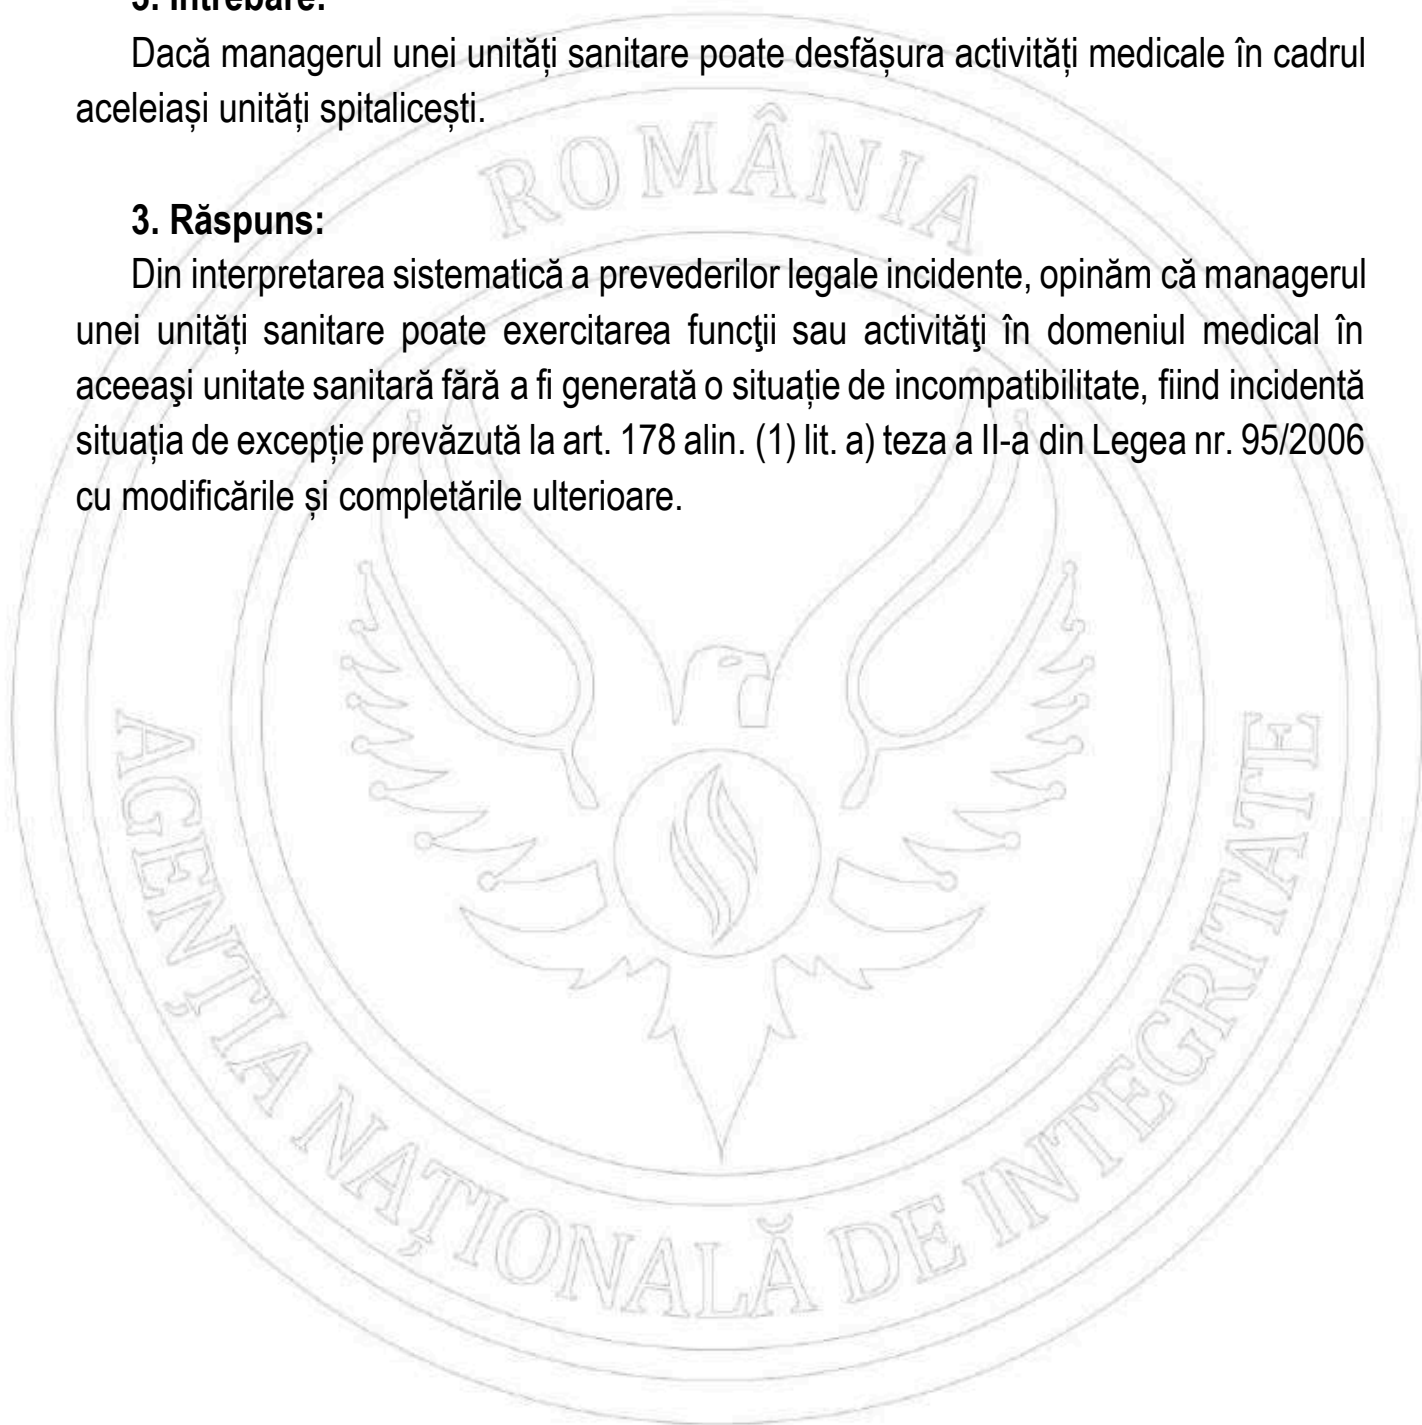 3. Întrebare:
Dacă managerul unei unități sanitare poate desfășura activități medicale în cadrul
aceleiași unități spitalicești.
ROMÂNIA
3. Răspuns:
Din interpretarea sistematică a prevederilor legale incidente, opinăm că managerul
unei unități sanitare poate exercitarea funcţii sau activităţi în domeniul medical în
aceeaşi unitate sanitară fără a fi generată o situație de incompatibilitate, fiind incidentă
situația de excepție prevăzută la art. 178 alin. (1) lit. a) teza a II-a din Legea nr. 95/2006
cu modificările și completările ulterioare.
AGENȚIA NAȚIONALĂ DE INTEGRITATE